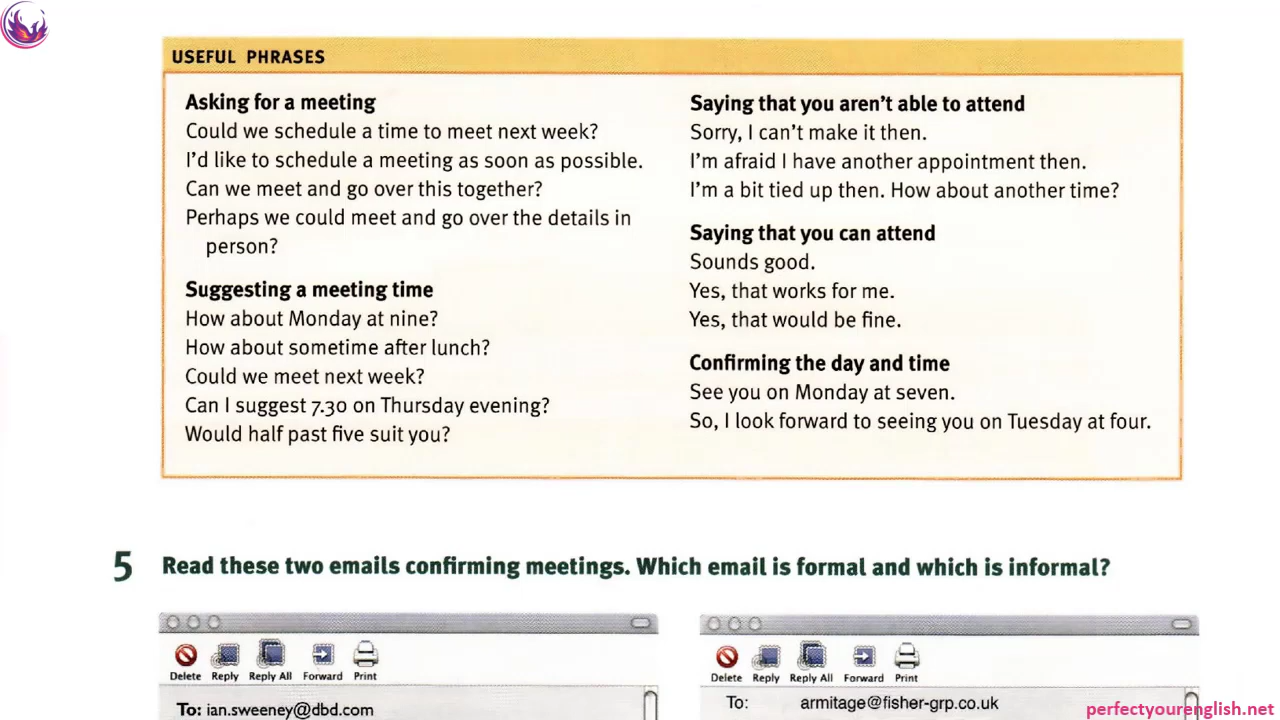 USEFUL PHRASES
Asking for a meeting
Could we schedule a time to meet next week?
I'd like to schedule a meeting as soon as possible.
Can we meet and go over this together?
Perhaps we could meet and go over the details in
person?
Suggesting a meeting time
How about Monday at nine?
How about sometime after lunch?
Could we meet next week?
Can I suggest 7.30 on Thursday evening?
Would half past five suit you?
Saying that you aren't able to attend
Sorry, I can't make it then.
I'm afraid I have another appointment then.
I'm a bit tied up then. How about another time?
Saying that you can attend
Sounds good.
Yes, that works for me.
Yes, that would be fine.
Confirming the day and time
See you on Monday at seven.
So, I look forward to seeing you on Tuesday at four.
5 Read these two emails confirming meetings. Which email is formal and which is informal?
Delete Reply Reply All Forward Print
To: ian.sweeney@dbd.com
Delete Reply Reply All Forward Print
To: armitage@fisher-grp.co.uk
perfectyourenglish.net